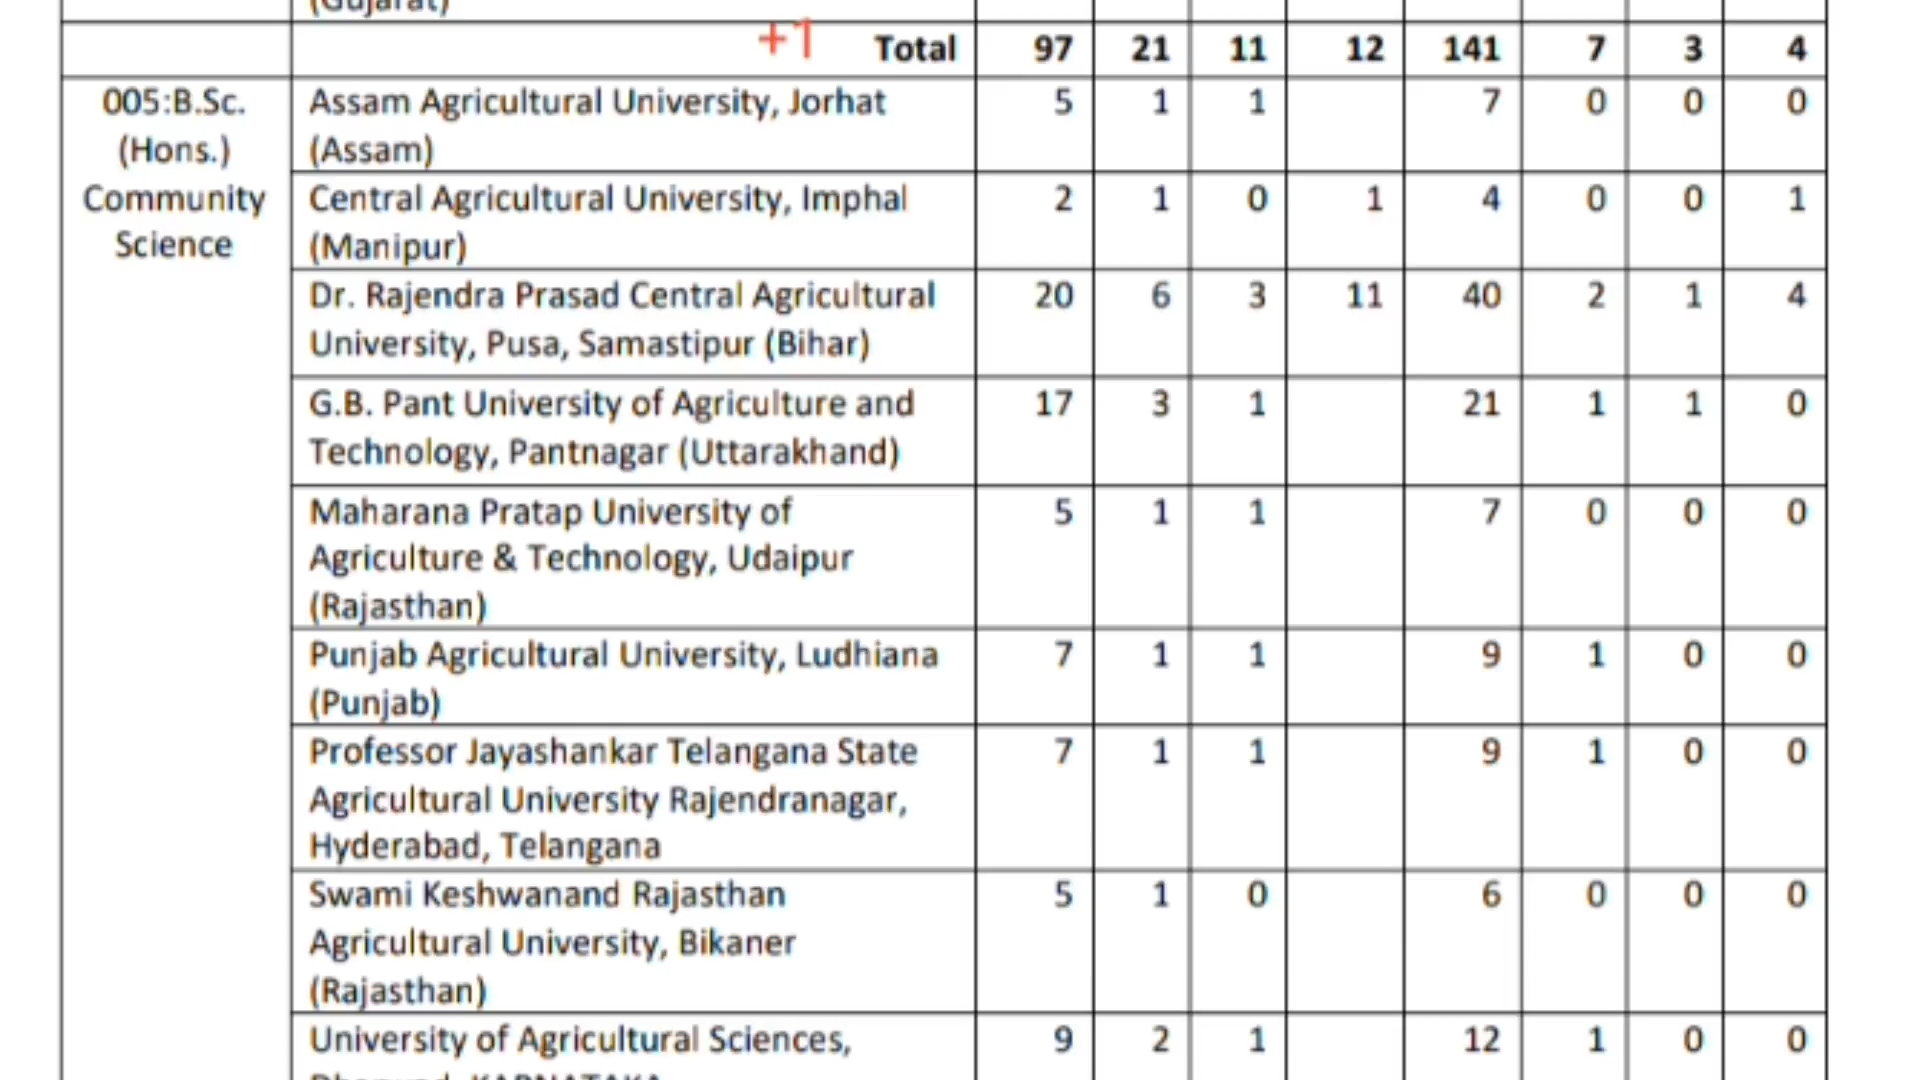 (Gujarat)
+1 Total 97 21 11 12 141 7 3 4
005:B.Sc. (Hons.) Community Science
Assam Agricultural University, Jorhat 5 1 1 7 0 0 0
(Assam)
Central Agricultural University, Imphal 2 1 0 1 4 0 0 1
(Manipur)
Dr. Rajendra Prasad Central Agricultural 20 6 3 11 40 2 1 4
University, Pusa, Samastipur (Bihar)
G.B. Pant University of Agriculture and 17 3 1 21 1 1 0
Technology, Pantnagar (Uttarakhand)
Maharana Pratap University of 5 1 1 7 0 0 0
Agriculture & Technology, Udaipur
(Rajasthan)
Punjab Agricultural University, Ludhiana 7 1 1 9 1 0 0
(Punjab)
Professor Jayashankar Telangana State 7 1 1 9 1 0 0
Agricultural University Rajendranagar,
Hyderabad, Telangana
Swami Keshwanand Rajasthan 5 1 0 6 0 0 0
Agricultural University, Bikaner
(Rajasthan)
University of Agricultural Sciences, 9 2 1 12 1 0 0